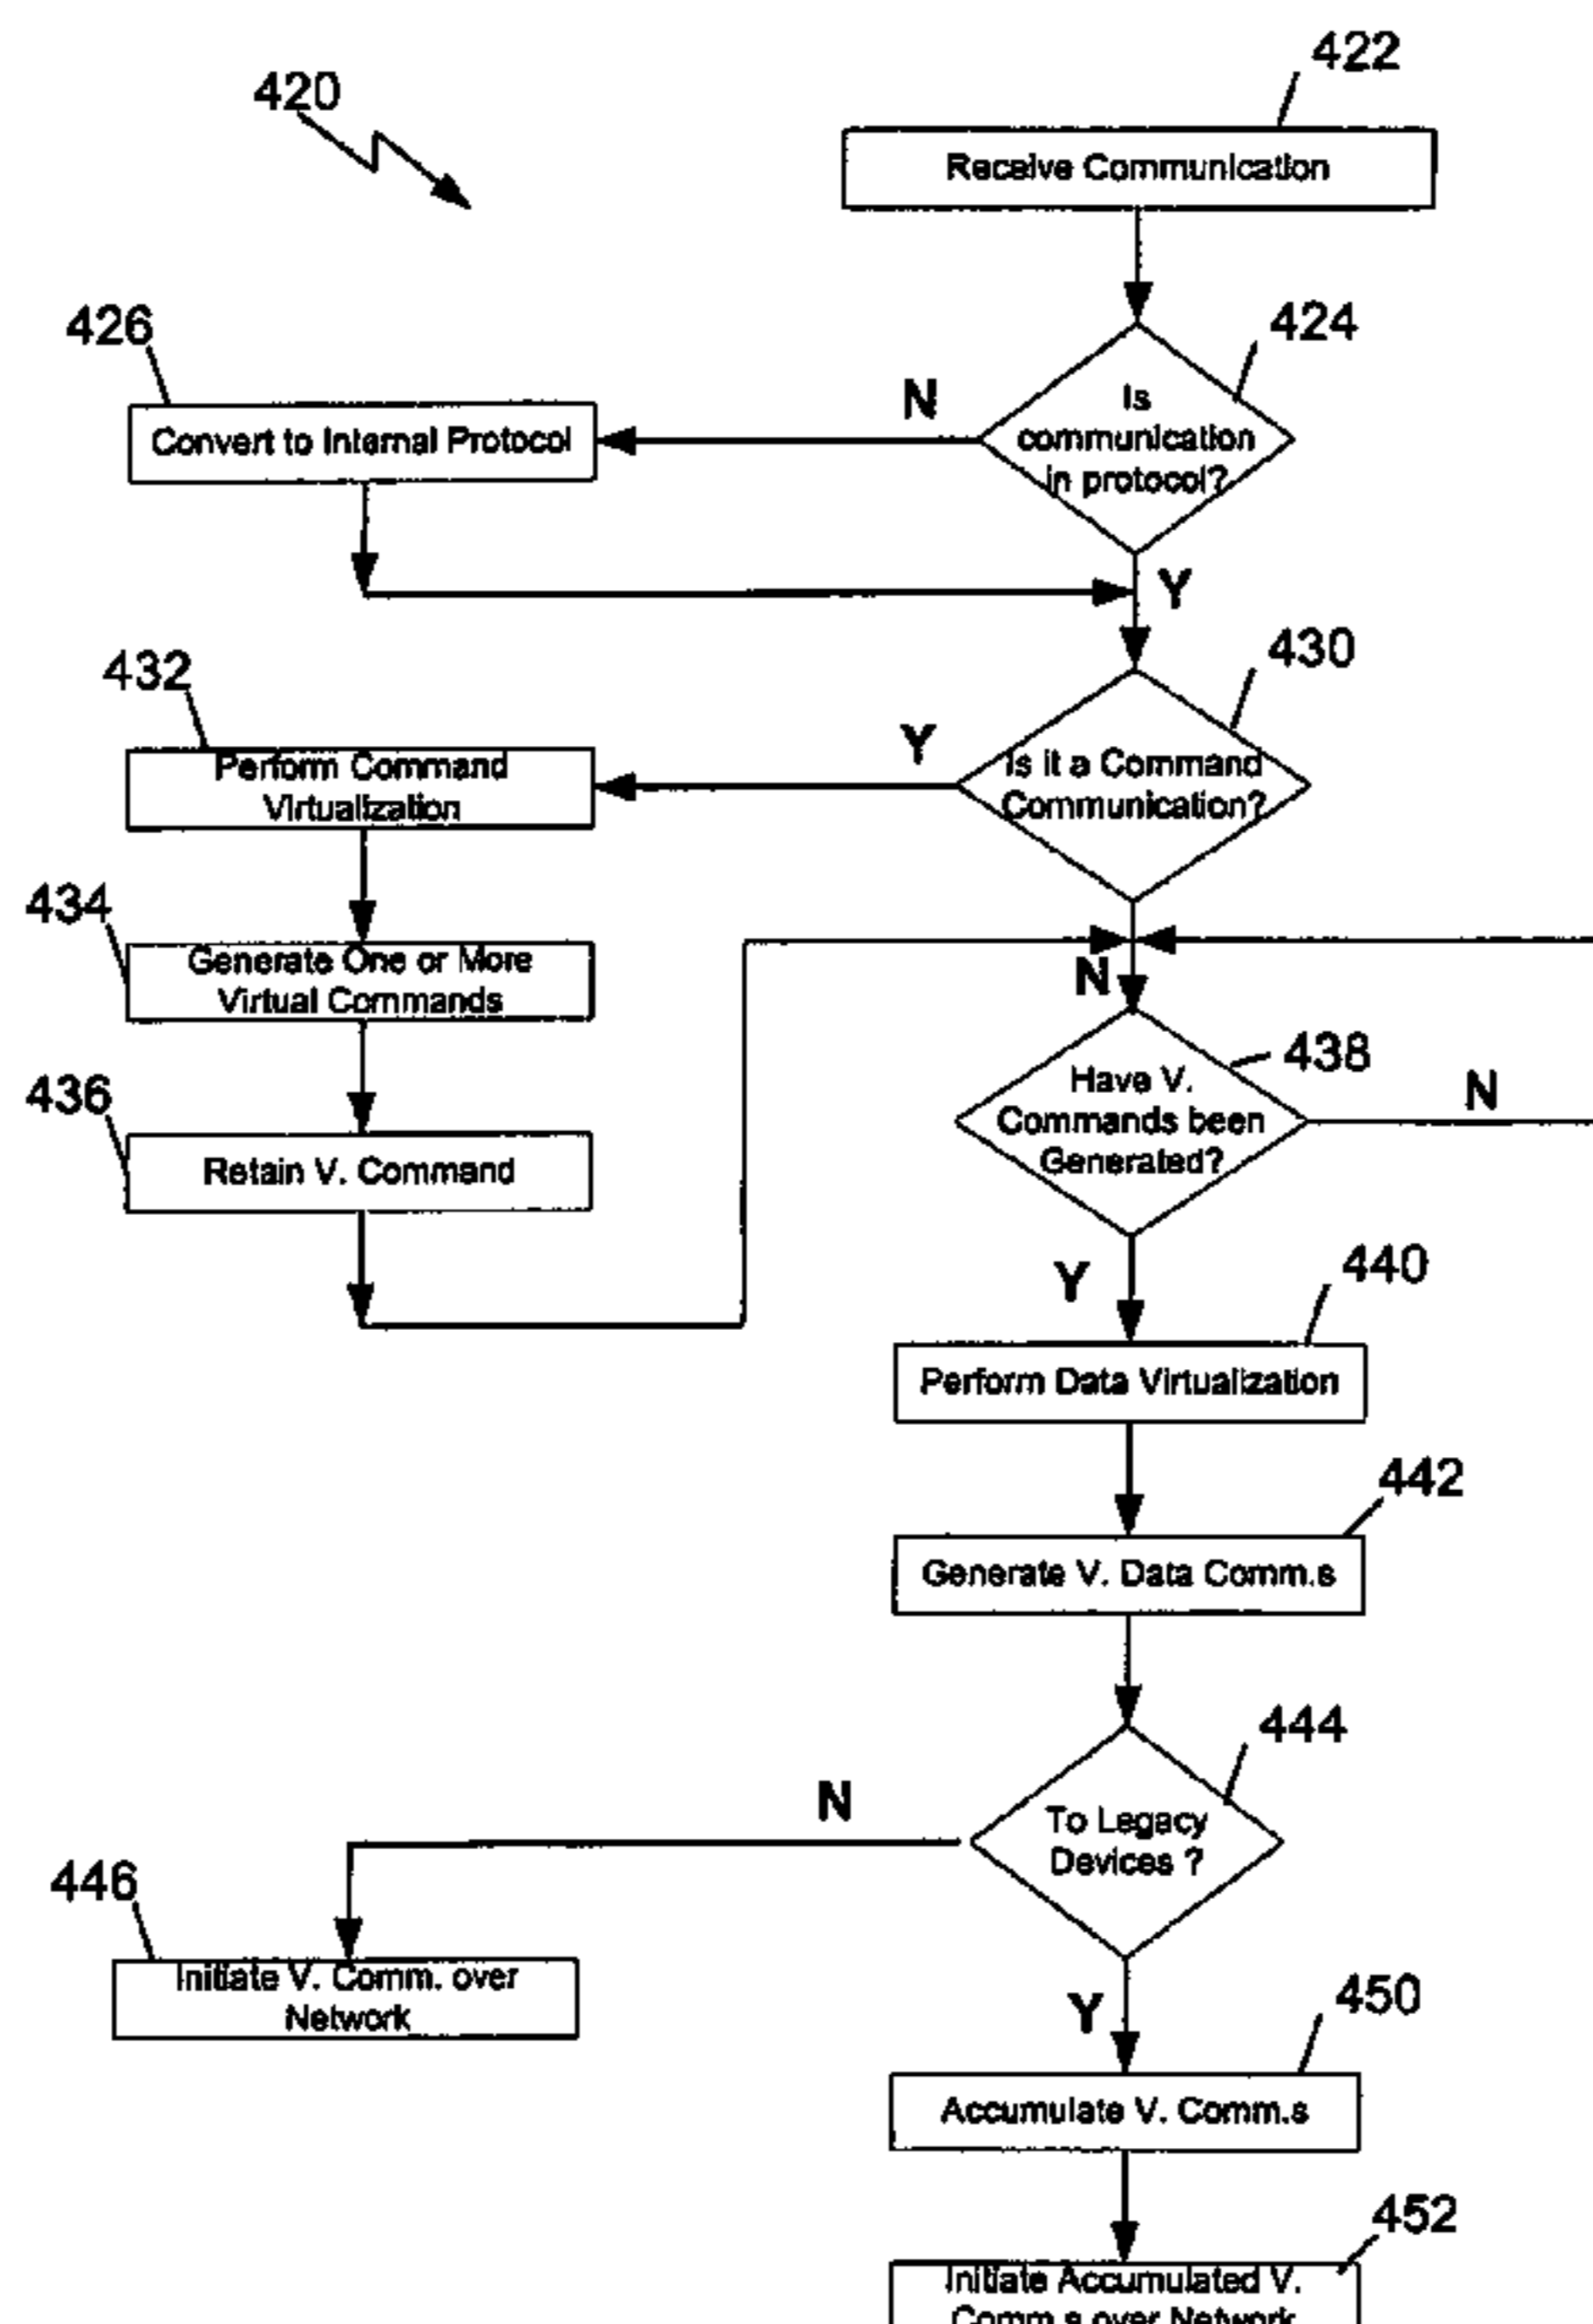 422
420
Receive Communication
424
426
N
Is
communication
in protocol?
Convert to Internal Protocol
Y
430
432
Y
Is it a Command
Communication?
Perform Command
Virtualization
434
Generate One or More
Virtual Commands
N
438
436
Have V.
Commands been
Generated?
N
Retain V. Command
440
Y
Perform Data Virtualization
442
Generate V. Data Comm.s
444
N
To Legacy
Devices ?
446
Initiate V. Comm. over
Network
450
Y
Accumulate V. Comm.s
452
Initiate Accumulated V.
Comm.s over Network